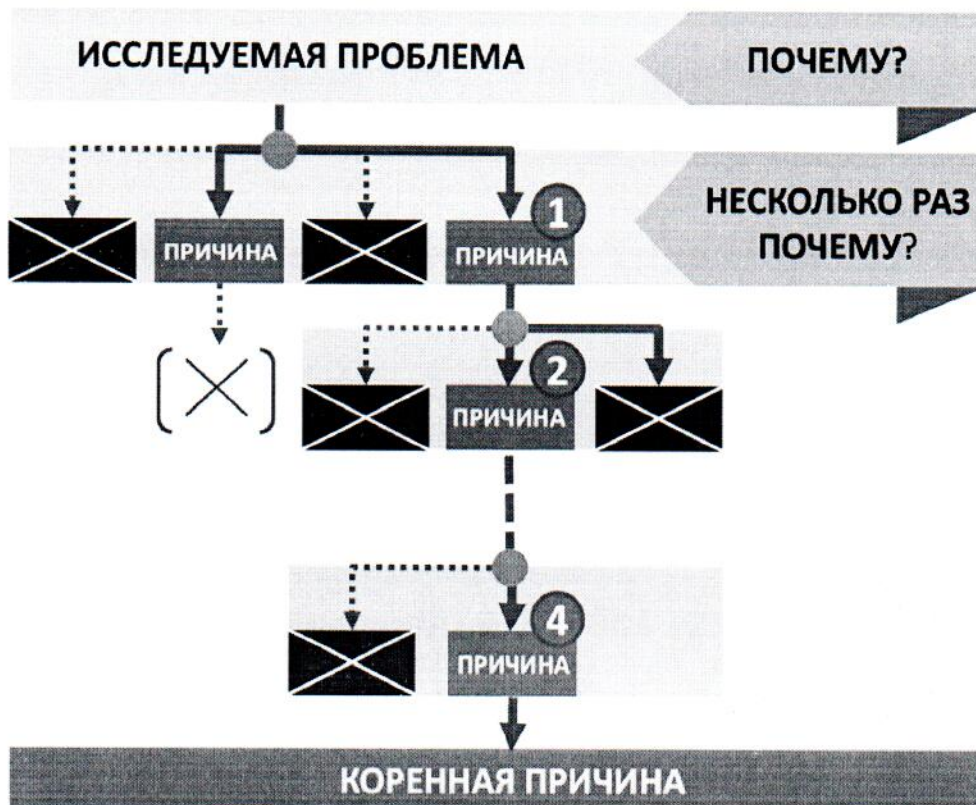 ИССЛЕДУЕМАЯ ПРОБЛЕМА
ПОЧЕМУ?
НЕСКОЛЬКО РАЗ
ПОЧЕМУ?
1
ПРИЧИНА
ПРИЧИНА
2
ПРИЧИНА
4
ПРИЧИНА
КОРЕННАЯ ПРИЧИНА